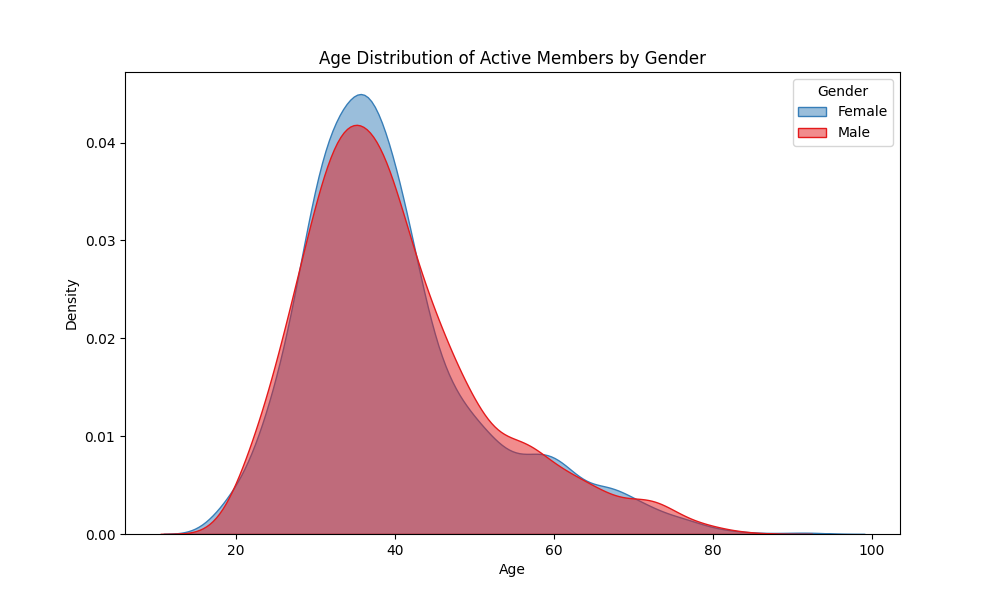 Age Distribution of Active Members by Gender
Gender
Female
Male
Density
0.04
0.03
0.02
0.01
0.00
20 40 60 80 100
Age